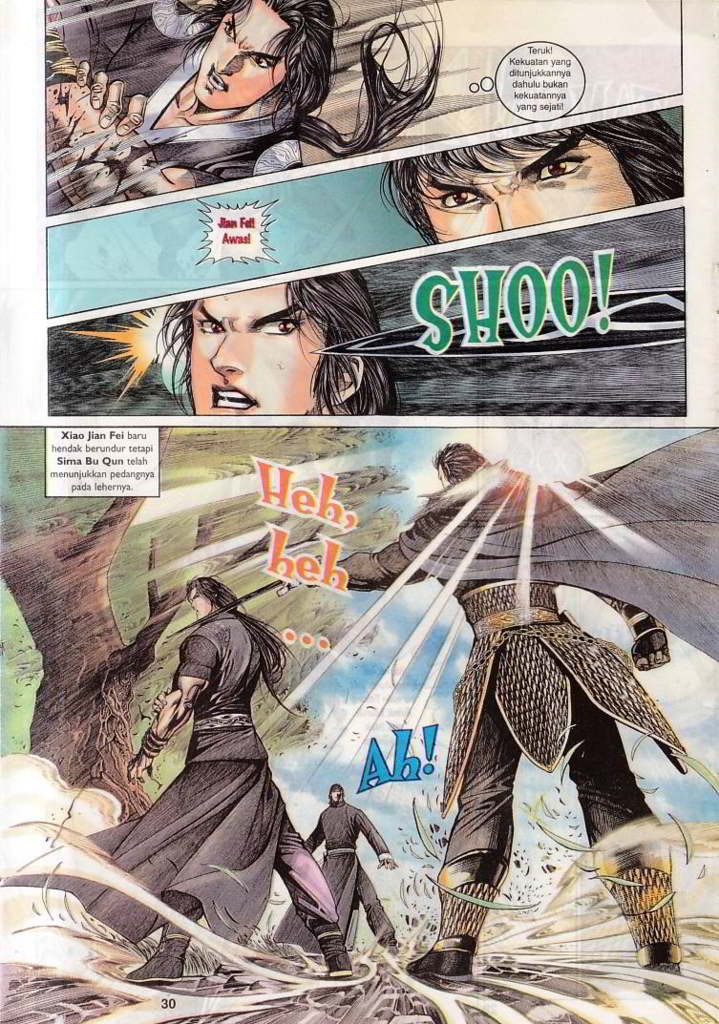 Teruk!
Kekuatan yang
ditunjukkannya
dahulu bukan
kekuatannya
yang sejati!
Jian Fei!
Awas!
SHOO!
Xiao Jian Fei baru
hendak berundur tetapi
Sima Bu Qun telah
menunjukkan pedangnya
pada lehernya.
Heh,
heh
...
Ah!
30